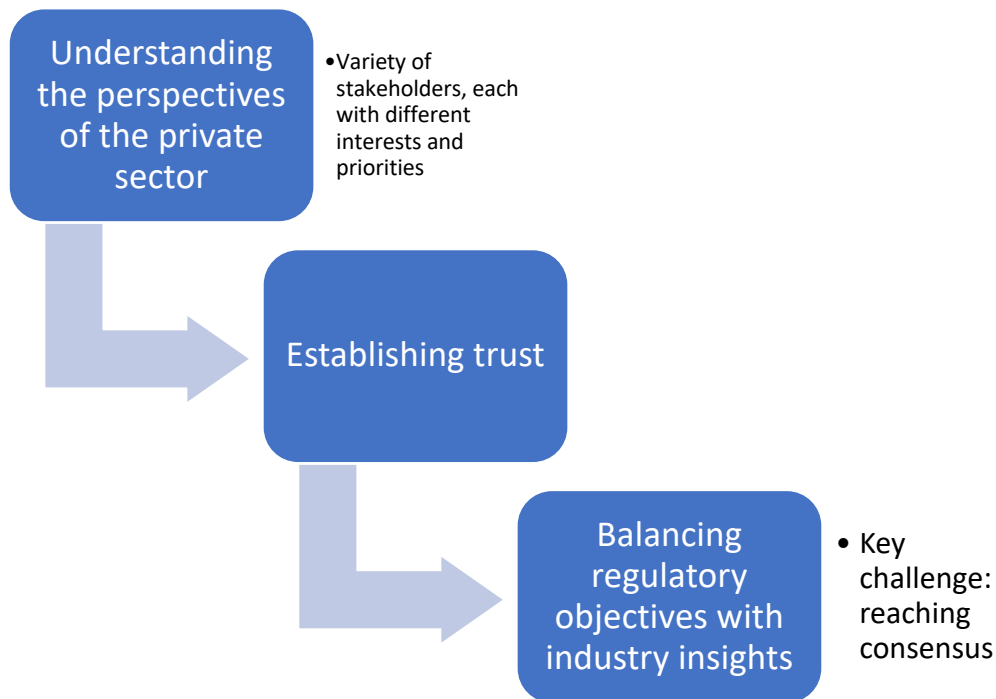 Understanding
the perspectives
of the private
sector
•Variety of
stakeholders, each
with different
interests and
priorities
Establishing trust
Balancing
regulatory
objectives with
industry insights
• Key
challenge:
reaching
consensus